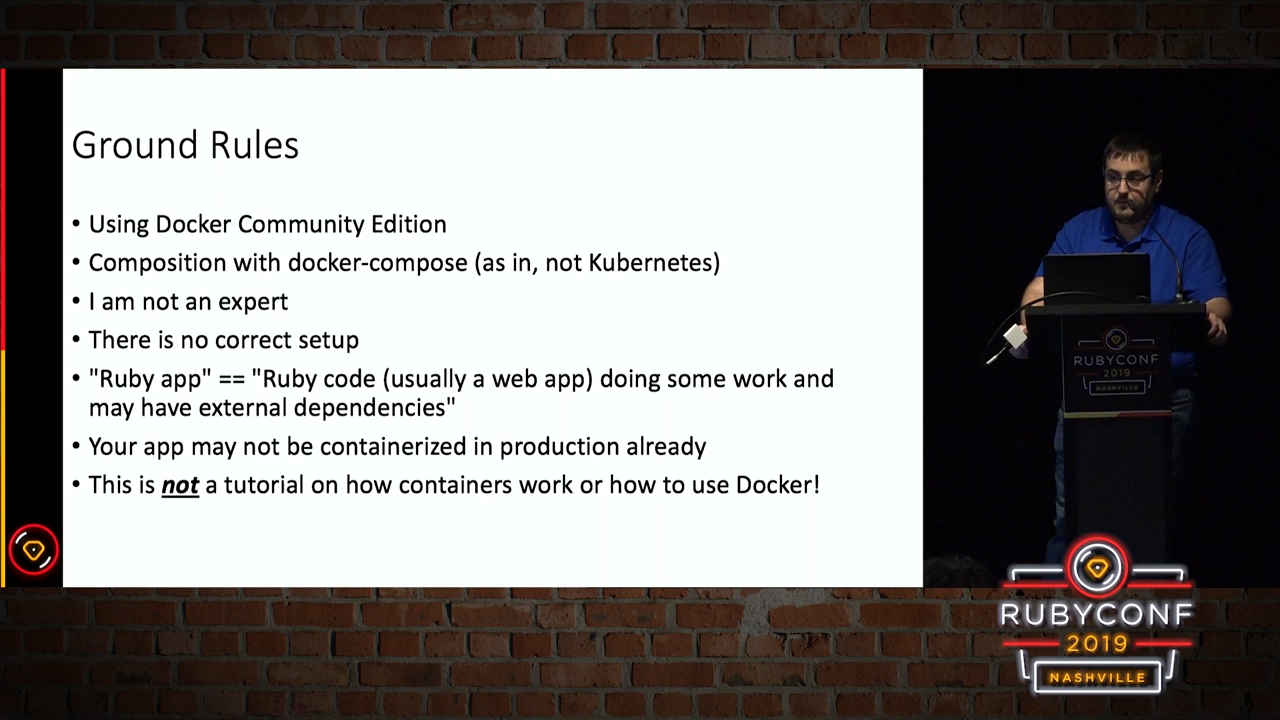 Ground Rules
• Using Docker Community Edition
• Composition with docker-compose (as in, not Kubernetes)
• I am not an expert
• There is no correct setup
• "Ruby app" == "Ruby code (usually a web app) doing some work and
may have external dependencies"
• Your app may not be containerized in production already
• This is not a tutorial on how containers work or how to use Docker!
RUBYCONF
2019
NASHVILLE
RUBYCONF
2019
NASHVILLE